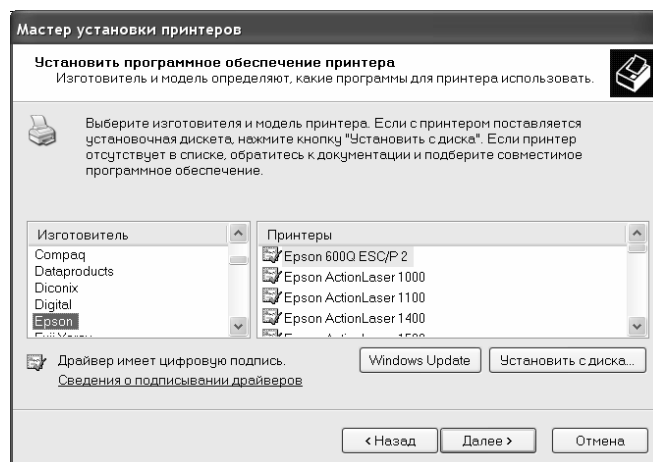 Мастер установки принтеров
Установить программное обеспечение принтера
Изготовитель и модель определяют, какие программы для принтера использовать.
Выберите изготовителя и модель принтера. Если с принтером поставляется
установочная дискета, нажмите кнопку "Установить с диска". Если принтер
отсутствует в списке, обратитесь к документации и подберите совместимое
программное обеспечение.
Изготовитель
Compaq
Dataproducts
Diconix
Digital
Epson
Принтеры
Epson 600Q ESC/P 2
Epson ActionLaser 1000
Epson ActionLaser 1100
Epson ActionLaser 1400
Драйвер имеет цифровую подпись.
Сведения о подписывании драйверов
Windows Update
Установить с диска...
< Назад
Далее >
Отмена